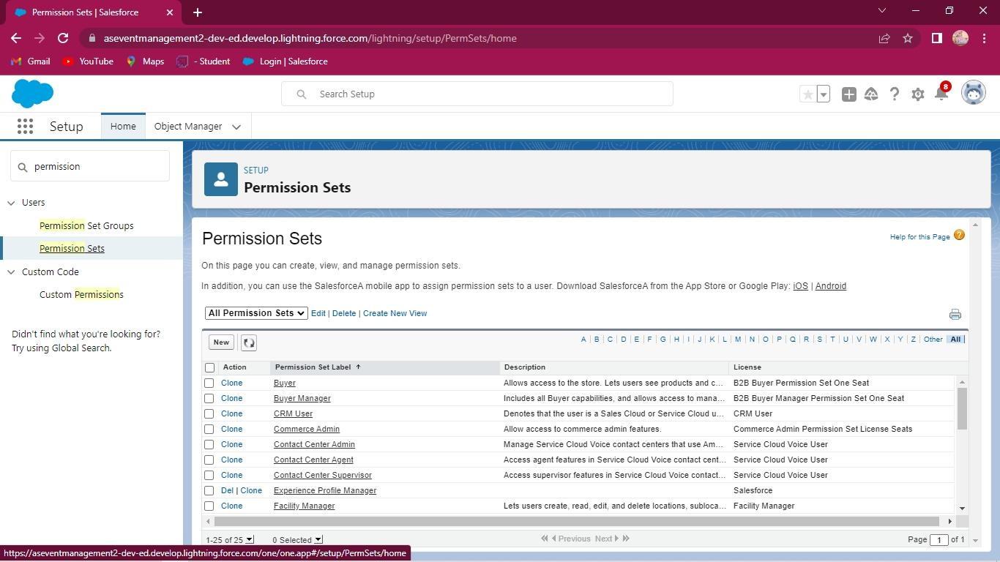 Permission Sets | Salesforce
aseventmanagement2-dev-ed.develop.lightning.force.com/lightning/setup/PermSets/home
Gmail YouTube Maps - Student Login | Salesforce
Search Setup
8
Setup Home Object Manager
permission
Users
Permission Set Groups
Permission Sets
Custom Code
Custom Permissions
Didn't find what you're looking for?
Try using Global Search.
SETUP
Permission Sets
Permission Sets
Help for this Page ?
On this page you can create, view, and manage permission sets.
In addition, you can use the SalesforceA mobile app to assign permission sets to a user. Download SalesforceA from the App Store or Google Play: iOS | Android
All Permission Sets Edit | Delete | Create New View
New A | B | C | D | E | F | G | H | I | J | K | L | M | N | O | P | Q | R | S | T | U | V | W | X | Y | Z | Other | All
Action Permission Set Label ↑ Description License
Clone Buyer Allows access to the store. Lets users see products and c... B2B Buyer Permission Set One Seat
Clone Buyer Manager Includes all Buyer capabilities, and allows access to mana... B2B Buyer Manager Permission Set One Seat
Clone CRM User Denotes that the user is a Sales Cloud or Service Cloud u... CRM User
Clone Commerce Admin Allow access to commerce admin features. Commerce Admin Permission Set License Seats
Clone Contact Center Admin Manage Service Cloud Voice contact centers that use Am... Service Cloud Voice User
Clone Contact Center Agent Access agent features in Service Cloud Voice contact cent... Service Cloud Voice User
Clone Contact Center Supervisor Access supervisor features in Service Cloud Voice contact... Service Cloud Voice User
Del | Clone Experience Profile Manager Salesforce
Clone Facility Manager Lets users create, read, edit, and delete locations, subloca... Facility Manager
1-25 of 25 0 Selected Previous Next Page 1 of 1
https://aseventmanagement2-dev-ed.develop.lightning.force.com/one/one.app#/setup/PermSets/home